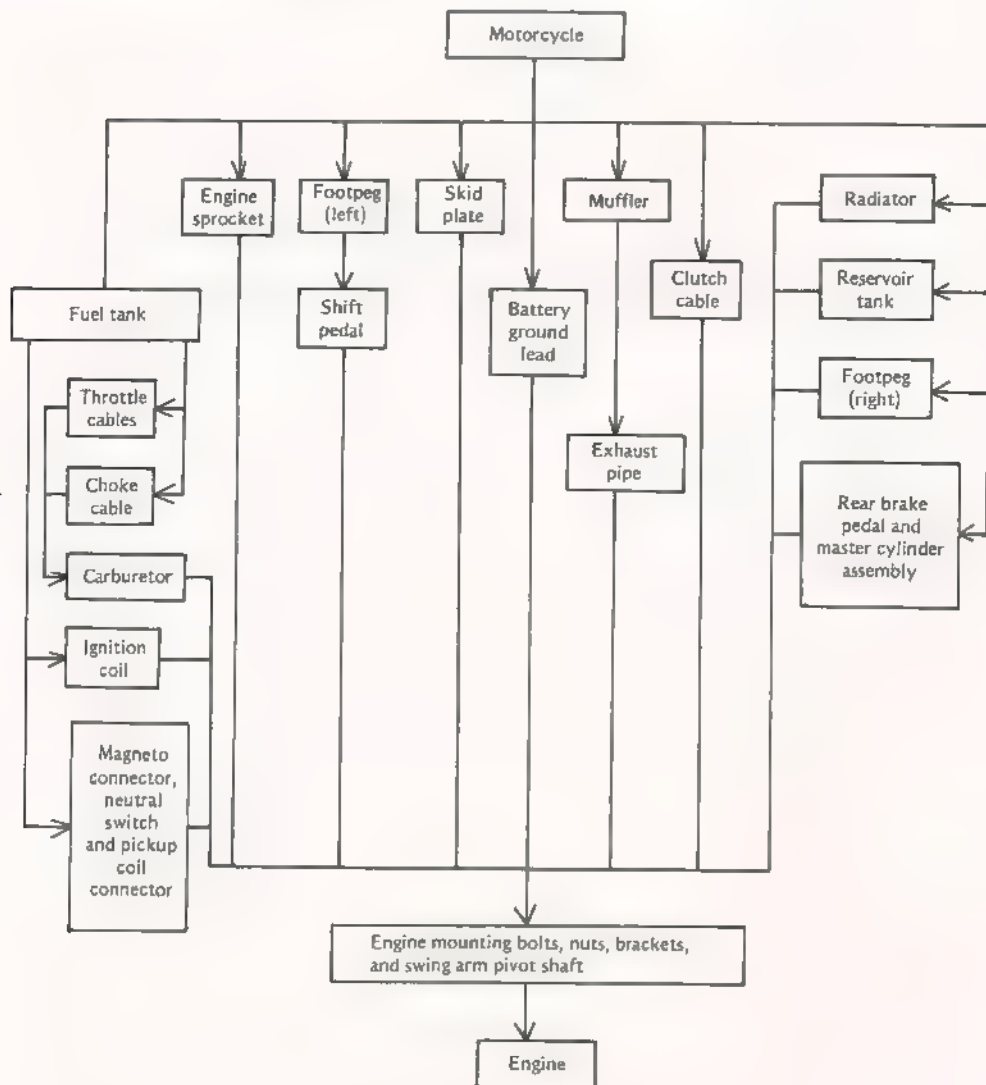 Motorcycle
Engine
sprocket
Footpeg
(left)
Skid
plate
Muffler
Radiator
Clutch
cable
Reservoir
tank
Fuel tank
Shift
pedal
Battery
ground
lead
Throttle
cables
Footpeg
(right)
Exhaust
pipe
Choke
cable
Rear brake
pedal and
master cylinder
assembly
Carburetor
Ignition
coil
Magneto
connector,
neutral
switch
and pickup
coil
connector
Engine mounting bolts, nuts, brackets,
and swing arm pivot shaft
Engine